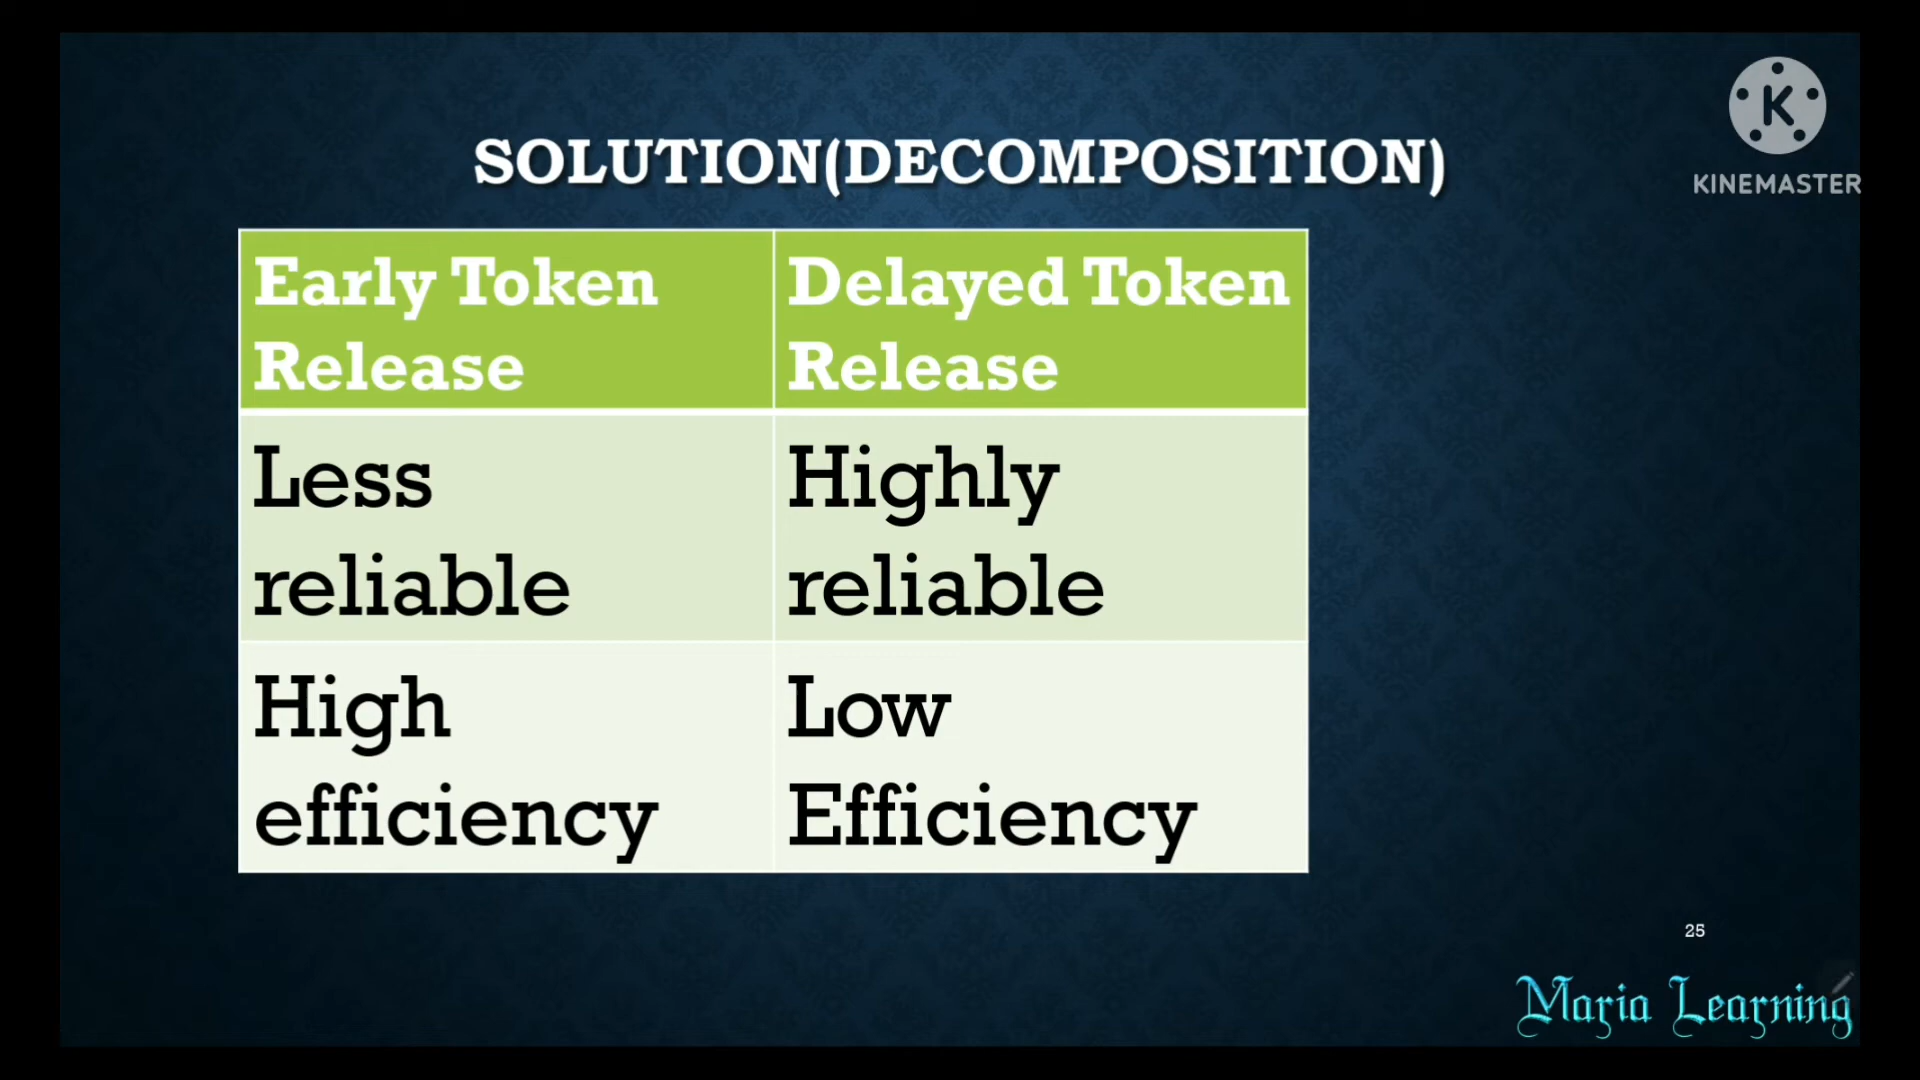 K
KINEMASTER
SOLUTION(DECOMPOSITION)
Early Token
Release
Delayed Token
Release
Less
reliable
Highly
reliable
High
efficiency
Low
Efficiency
25
Maria Learning